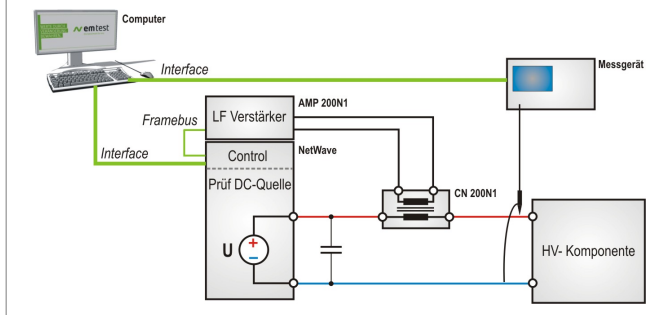 Computer
emtest
Interface
Messgerät
AMP 200N1
LF Verstärker
Framebus
NetWave
Interface
Control
Prüf DC-Quelle
CN 200N1
U
+
−
HV- Komponente